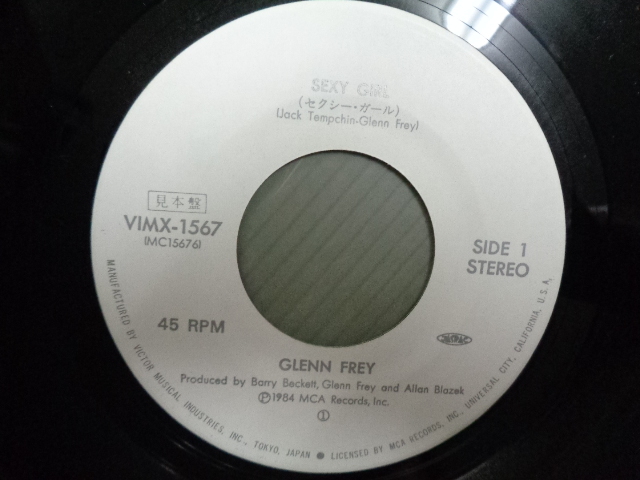 SEXY GIRL
(セクシー・ガール)
(Jack Tempchin-Glenn Frey)
見本盤
VIMX-1567
(MC15676)
SIDE 1
STEREO
45 RPM
GLENN FREY
Produced by Barry Beckett, Glenn Frey and Allan Blazek
Ⓟ1984 MCA Records, Inc.
①
MANUFACTURED BY VICTOR MUSICAL INDUSTRIES, INC., TOKYO, JAPAN ● LICENSED BY MCA RECORDS, INC., UNIVERSAL CITY, CALIFORNIA, U.S.A.